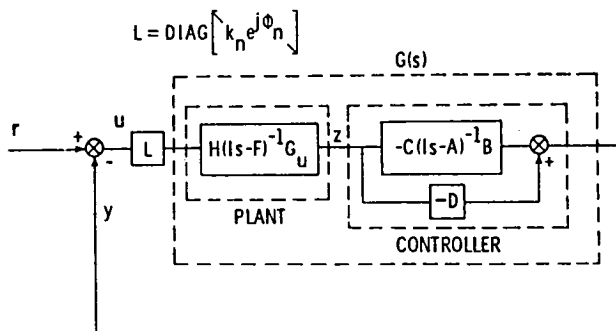 L = DIAG[ k_n e^{jΦ_n} ]
G(s)
r
+
-
u
L
H(Is-F)^{-1}G_u
z
-C(Is-A)^{-1}B
+
y
-D
PLANT
CONTROLLER